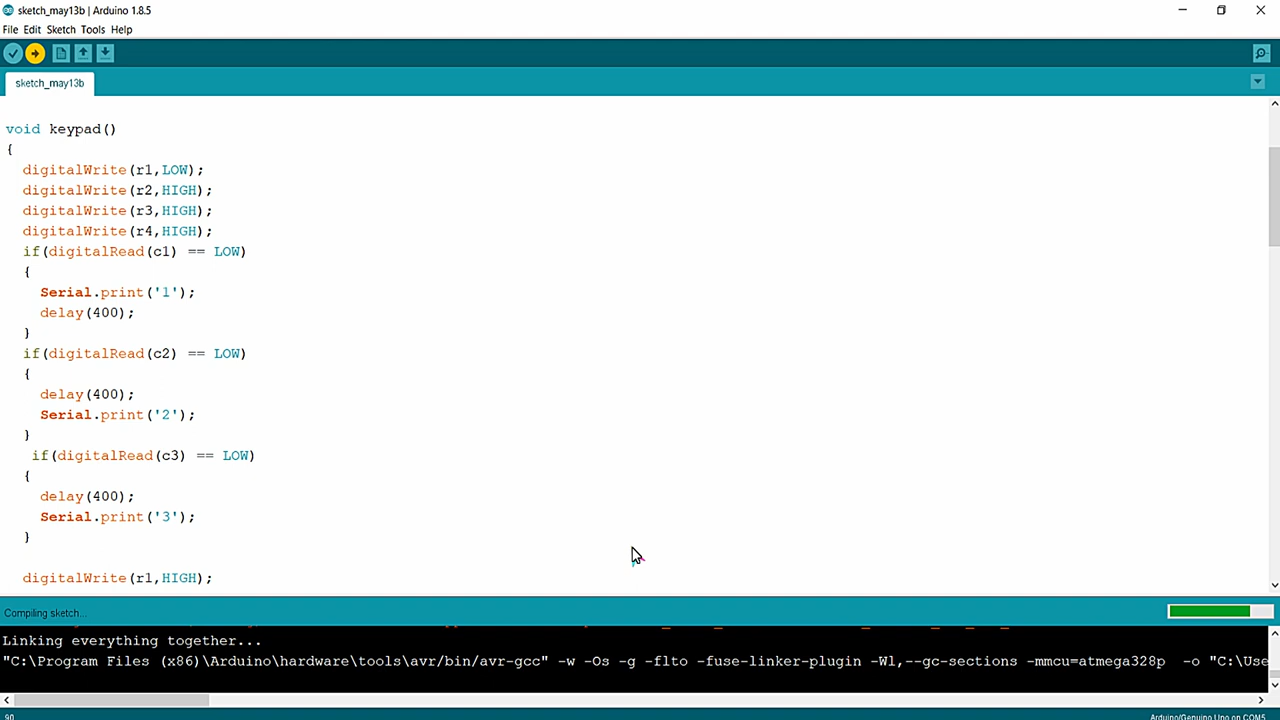 sketch_may13b | Arduino 1.8.5
File Edit Sketch Tools Help
sketch_may13b
void keypad()
{
digitalWrite(r1,LOW);
digitalWrite(r2,HIGH);
digitalWrite(r3,HIGH);
digitalWrite(r4,HIGH);
if(digitalRead(c1) == LOW)
{
Serial.print('1');
delay(400);
}
if(digitalRead(c2) == LOW)
{
delay(400);
Serial.print('2');
}
if(digitalRead(c3) == LOW)
{
delay(400);
Serial.print('3');
}
digitalWrite(r1,HIGH);
Compiling sketch...
Linking everything together...
"C:\Program Files (x86)\Arduino\hardware\tools\avr/bin/avr-gcc" -w -Os -g -flto -fuse-linker-plugin -Wl,--gc-sections -mmcu=atmega328p -o "C:\Use
90
Arduino/Genuino Uno on COM5